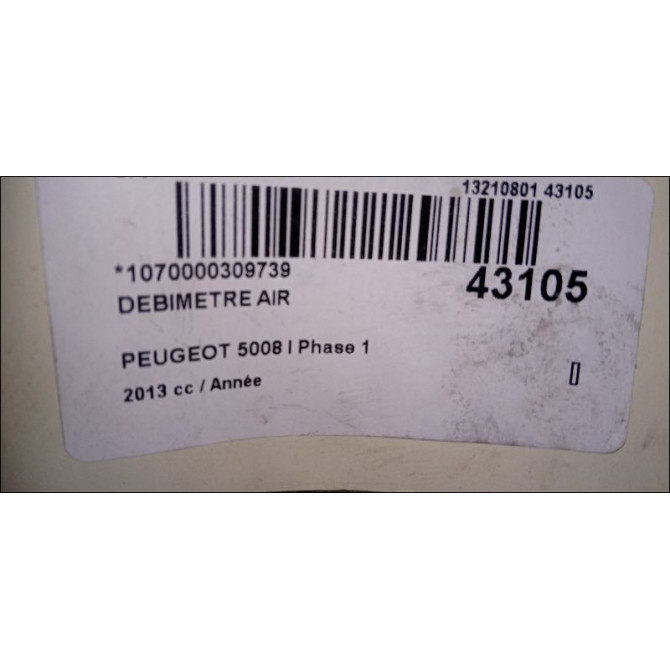 13210801 43105
*1070000309739
43105
DEBIMETRE AIR
PEUGEOT 5008 I Phase 1
2013 cc / Année